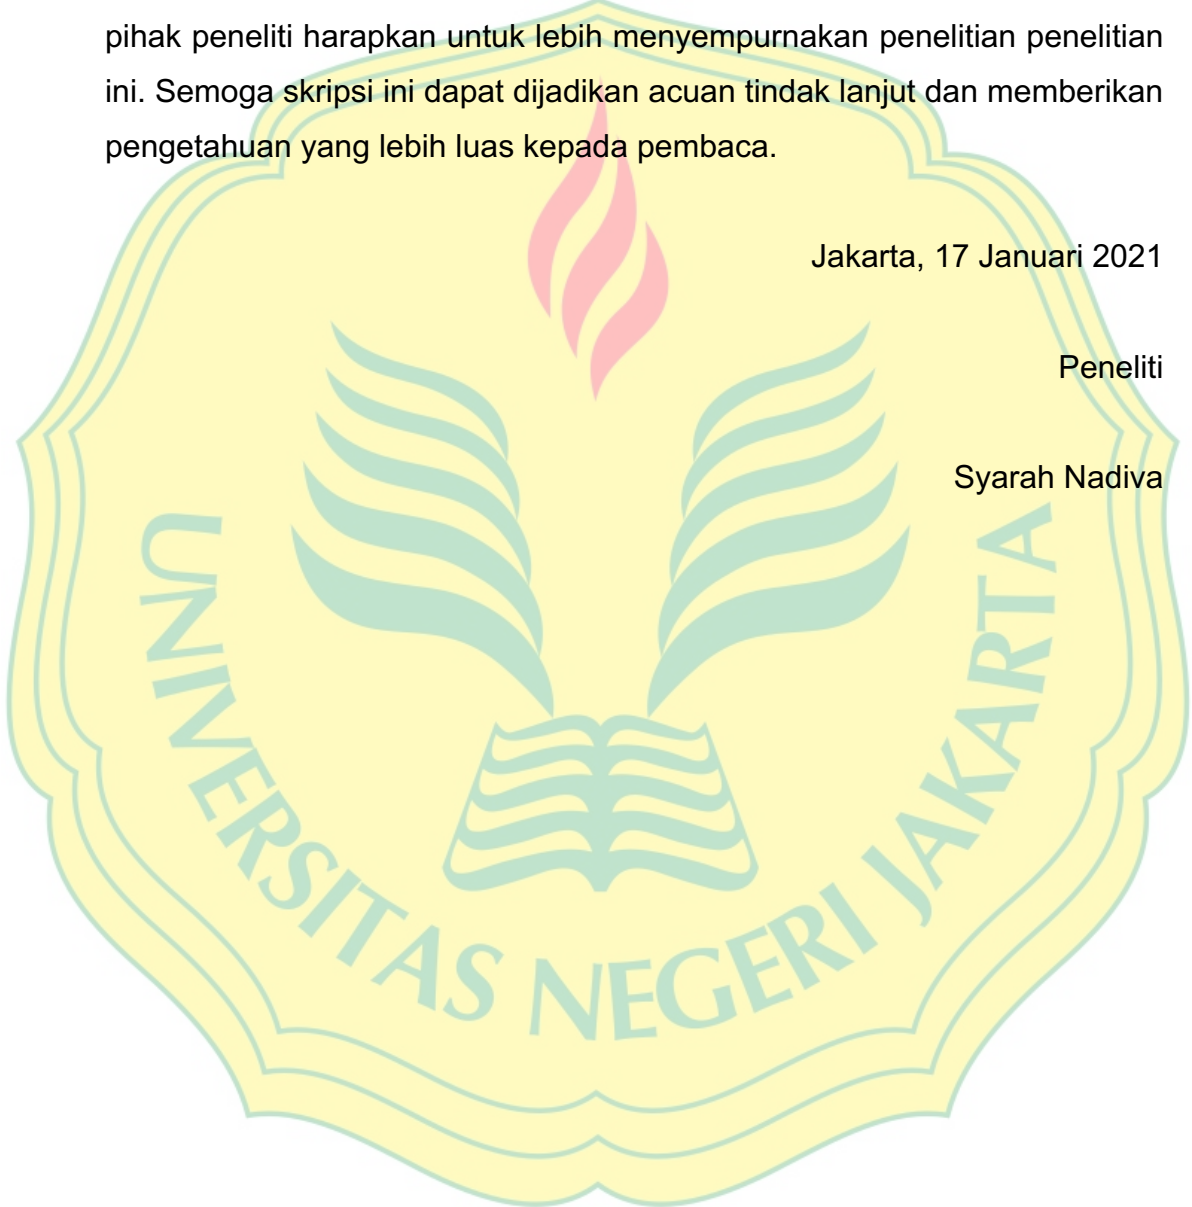 pihak peneliti harapkan untuk lebih menyempurnakan penelitian penelitian
ini. Semoga skripsi ini dapat dijadikan acuan tindak lanjut dan memberikan
pengetahuan yang lebih luas kepada pembaca.
Jakarta, 17 Januari 2021
Peneliti
Syarah Nadiva
UNIVERSITAS NEGERI JAKARTA